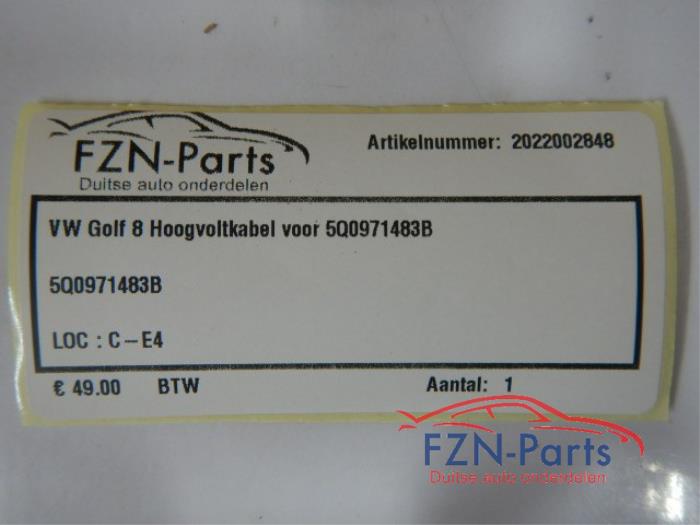 FZN-Parts
Duitse auto onderdelen
Artikelnummer: 2022002848
VW Golf 8 Hoogvoltkabel voor 5Q0971483B
5Q0971483B
LOC : C-E4
€ 49.00 BTW Aantal: 1
FZN-Parts
Duitse auto onderdelen